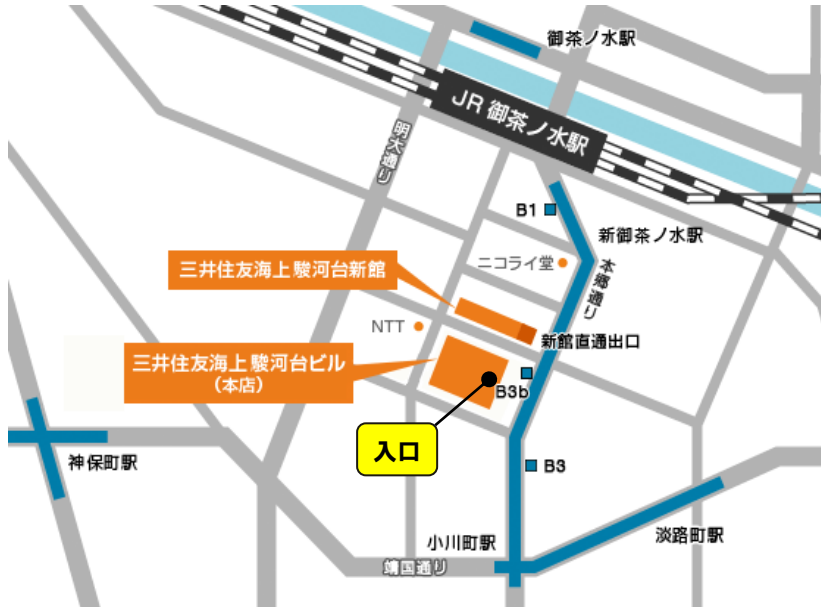 御茶ノ水駅
JR 御茶ノ水駅
明大通り
B1
新御茶ノ水駅
ニコライ堂
本郷通り
三井住友海上 駿河台新館
NTT
新館直通出口
三井住友海上 駿河台ビル
（本店）
B3b
入口
神保町駅
B3
小川町駅
淡路町駅
靖国通り